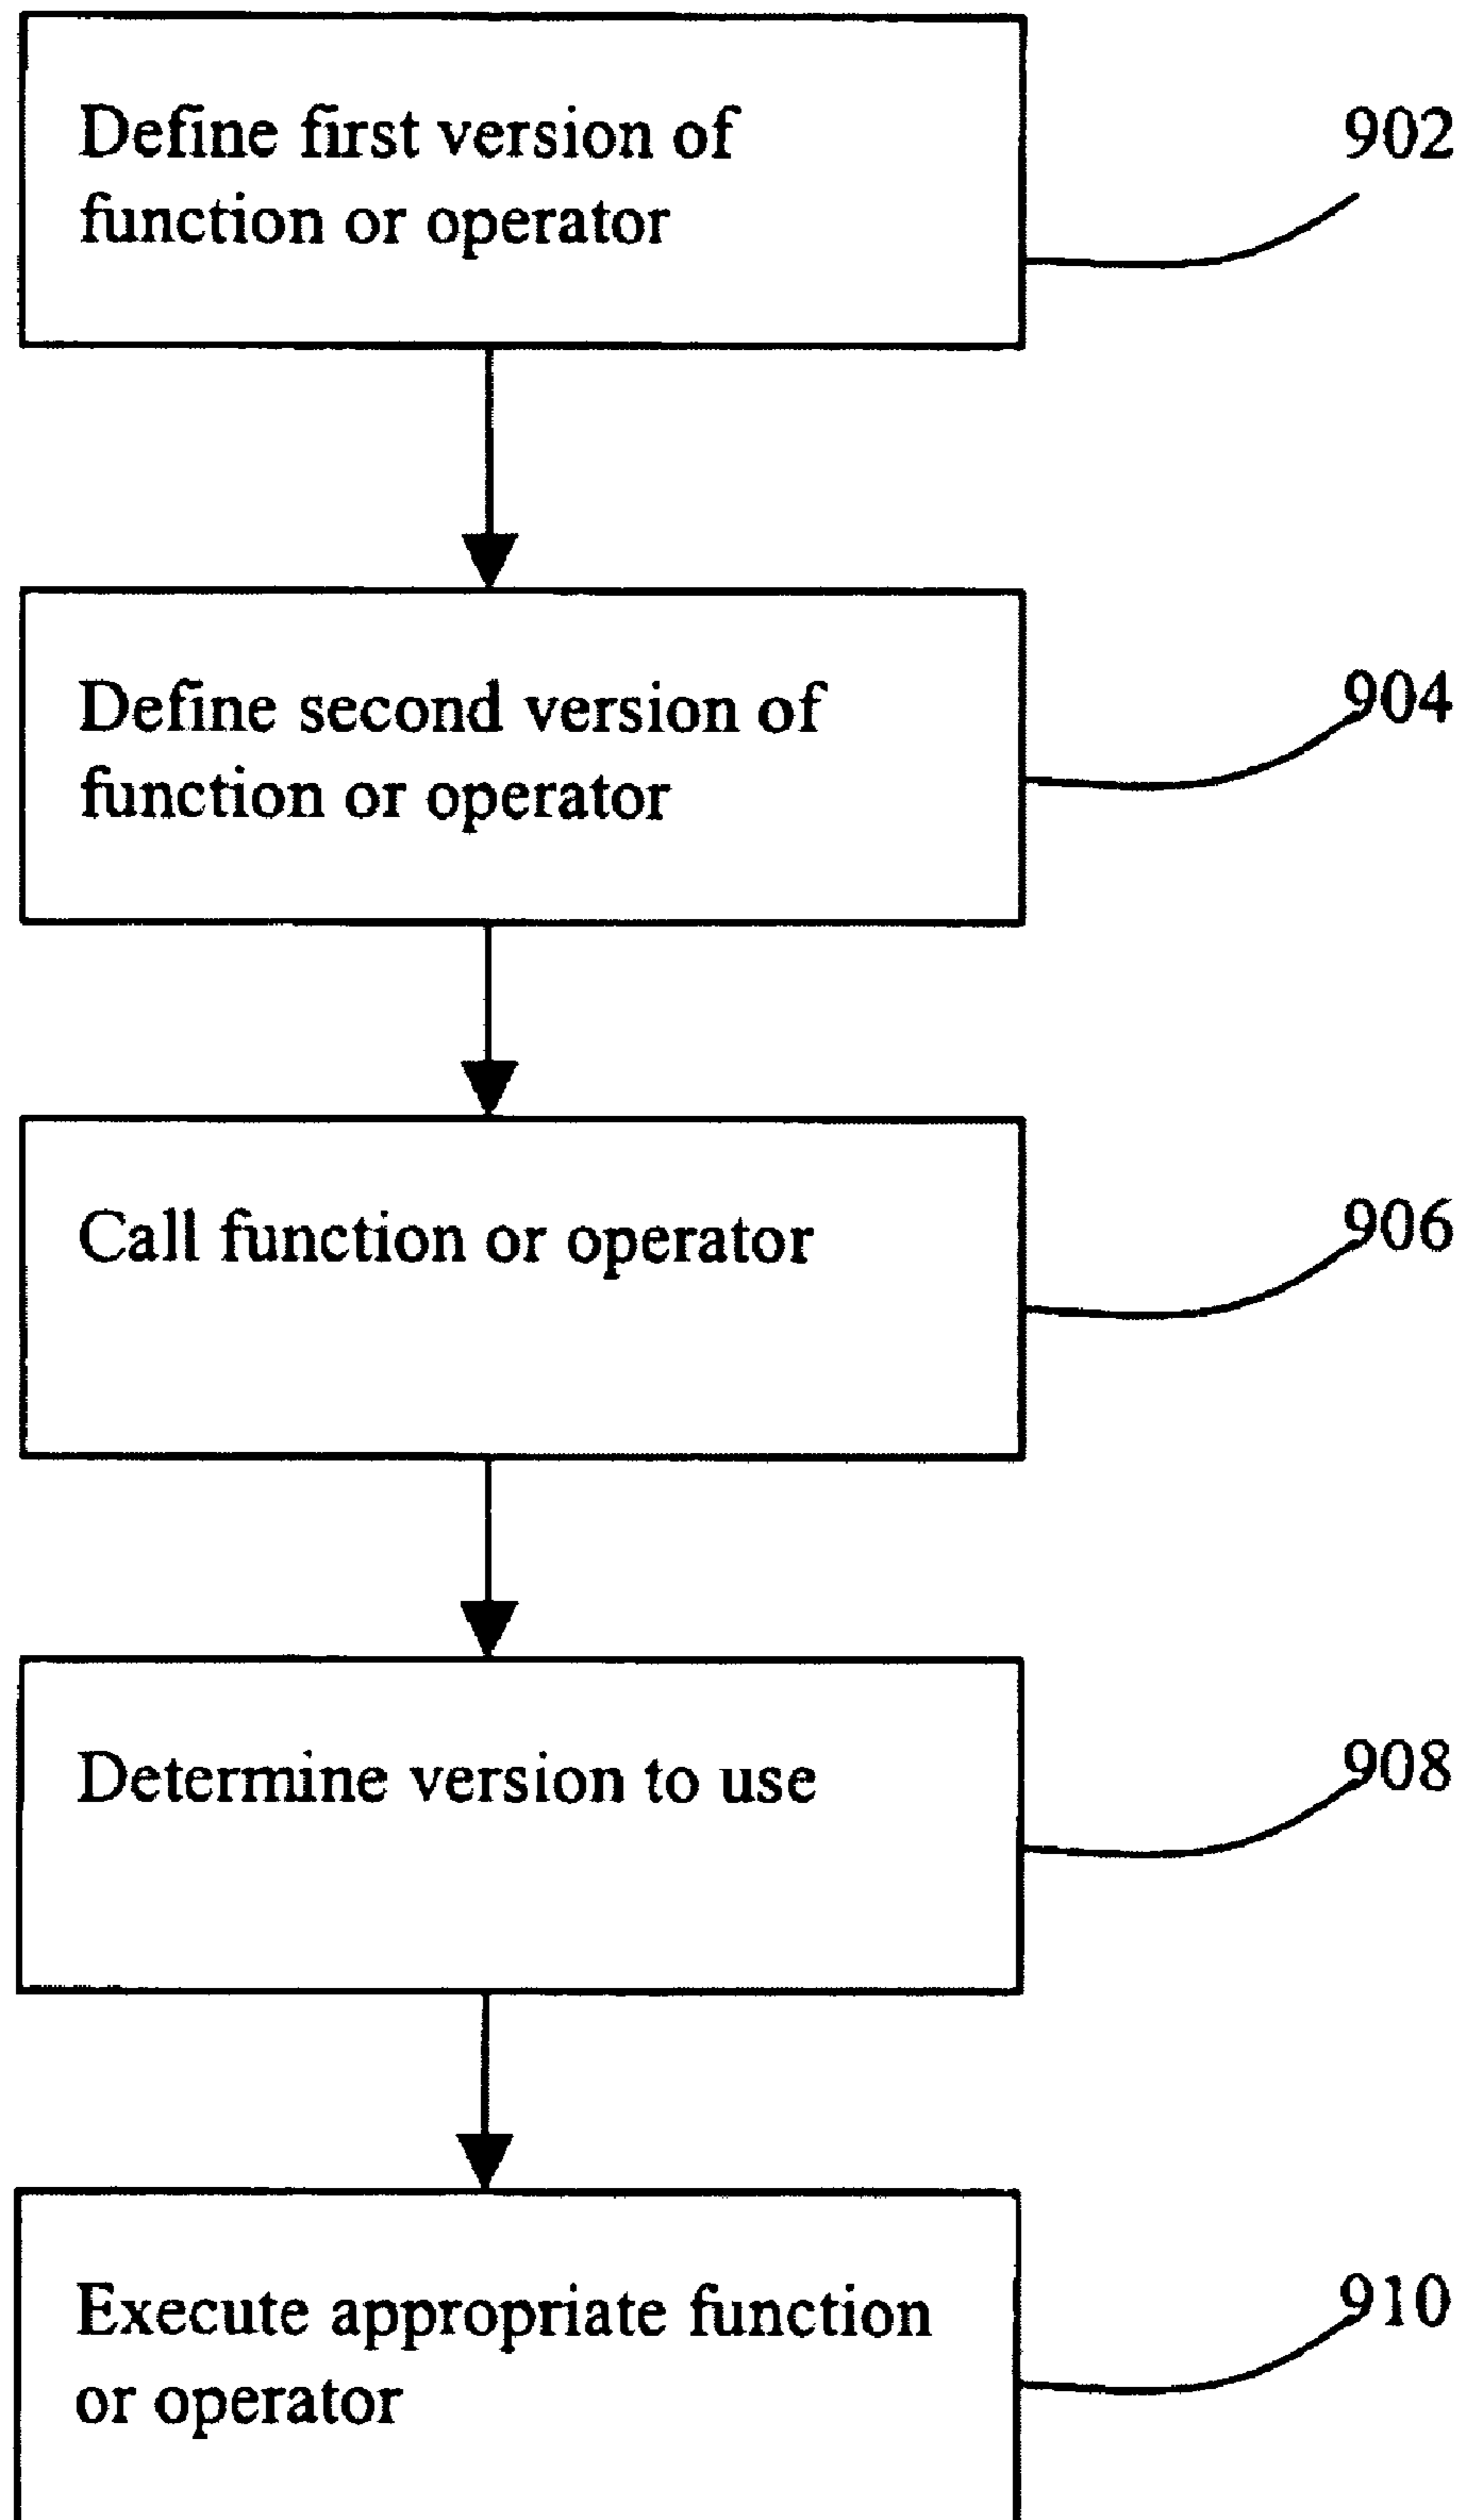 Define first version of
function or operator
902
Define second version of
function or operator
904
Call function or operator
906
Determine version to use
908
Execute appropriate function
or operator
910